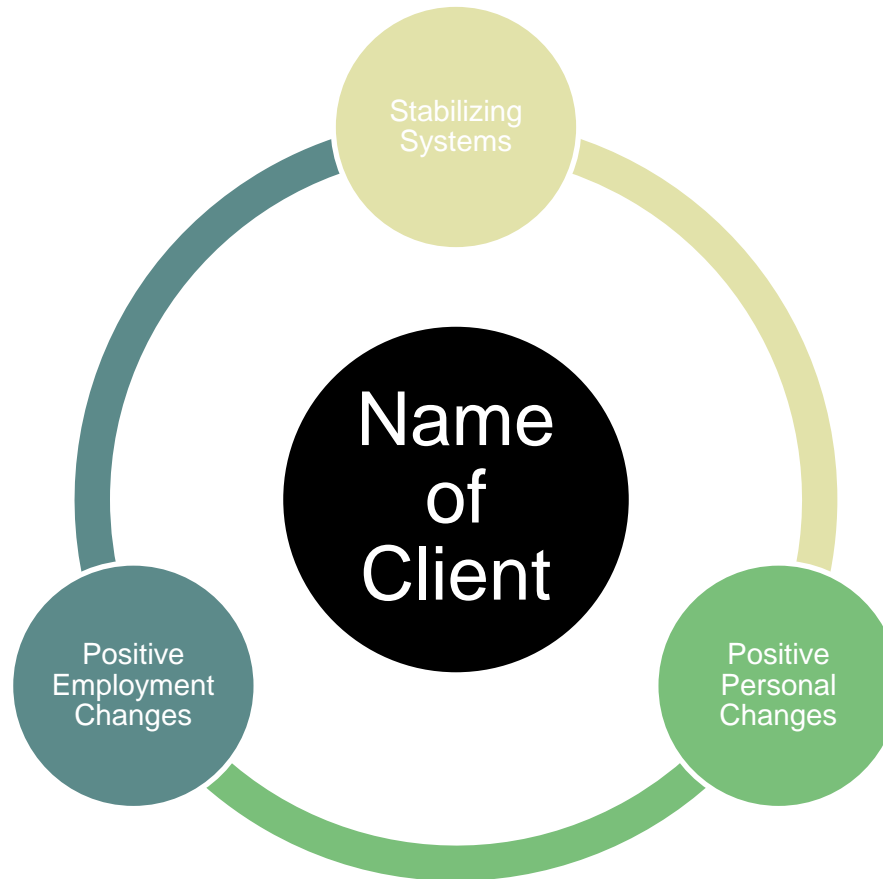 Stabilizing
Systems
Name
of
Client
Positive
Employment
Changes
Positive
Personal
Changes